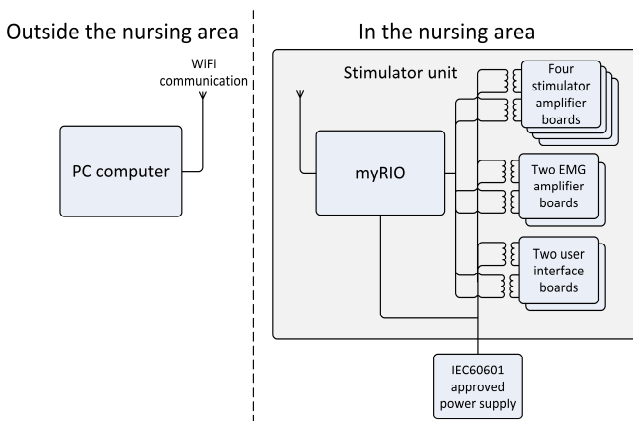 Outside the nursing area
In the nursing area
WIFI
communication
PC computer
Stimulator unit
myRIO
Four
stimulator
amplifier
boards
Two EMG
amplifier
boards
Two user
interface
boards
IEC60601
approved
power supply